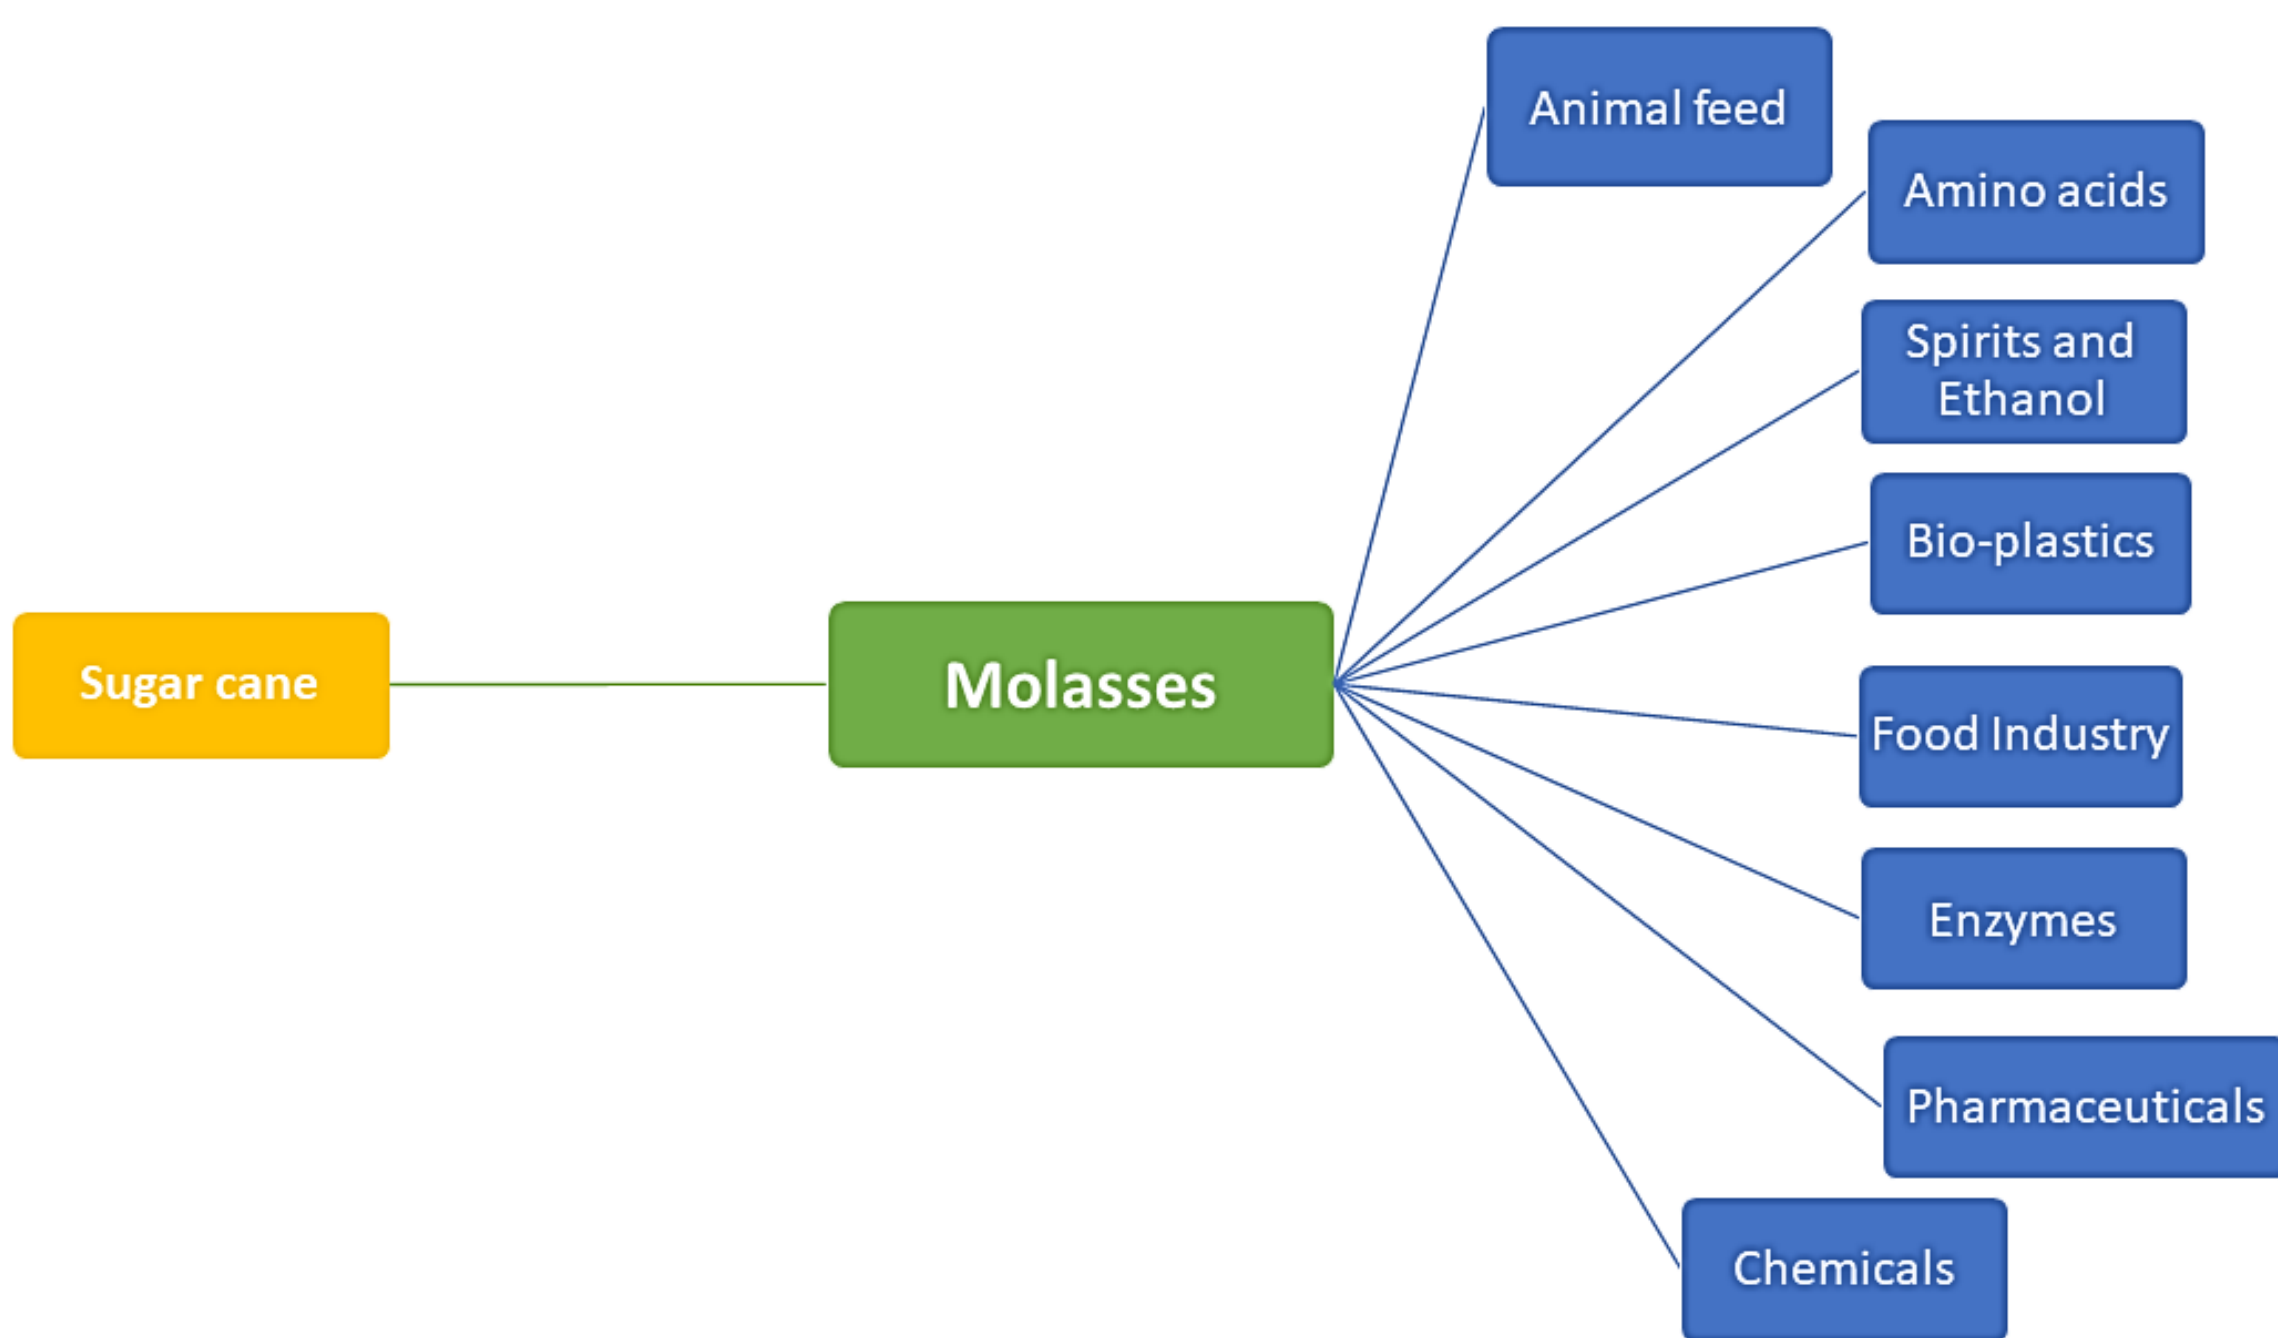 Animal feed
Amino acids
Spirits and
Ethanol
Bio-plastics
Sugar cane
Molasses
Food Industry
Enzymes
Pharmaceuticals
Chemicals